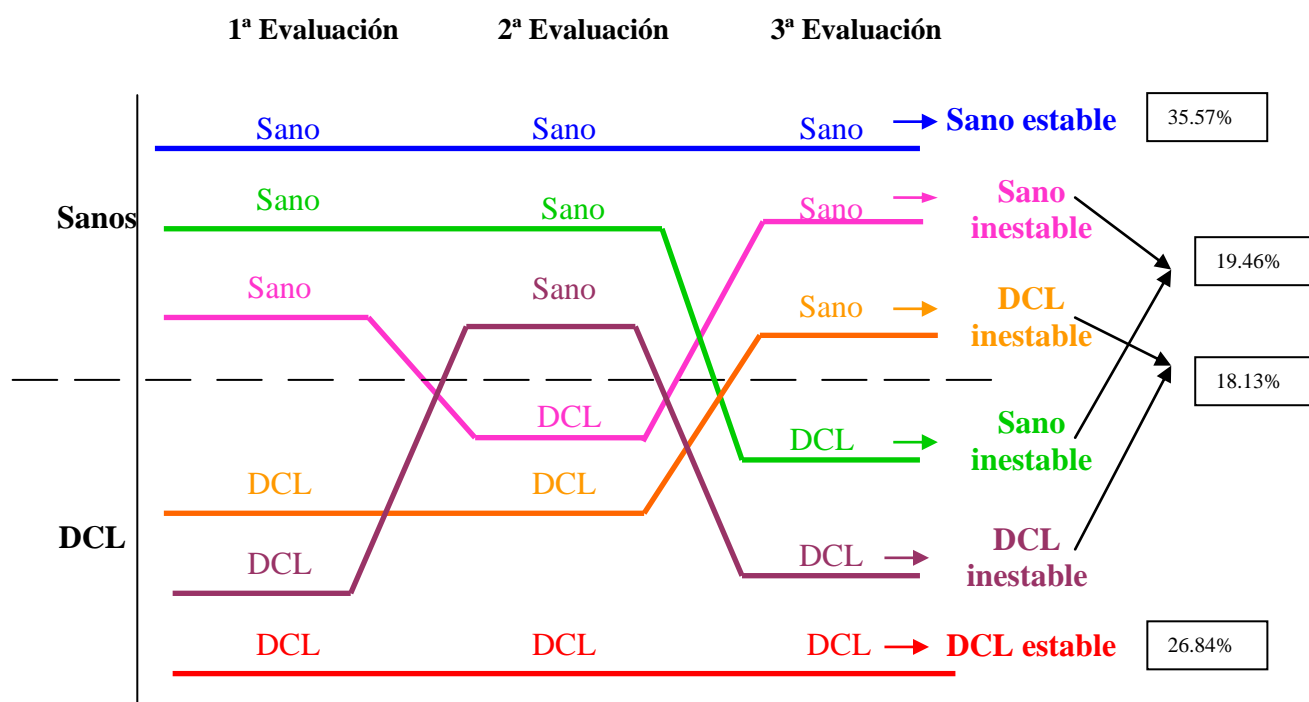 1ª Evaluación 2ª Evaluación 3ª Evaluación
Sano Sano Sano Sano estable 35.57%
Sanos
Sano Sano Sano Sano
inestable
19.46%
Sano Sano Sano DCL
inestable
18.13%
DCL DCL Sano
inestable
DCL DCL
DCL
DCL DCL DCL
inestable
DCL DCL DCL DCL estable 26.84%